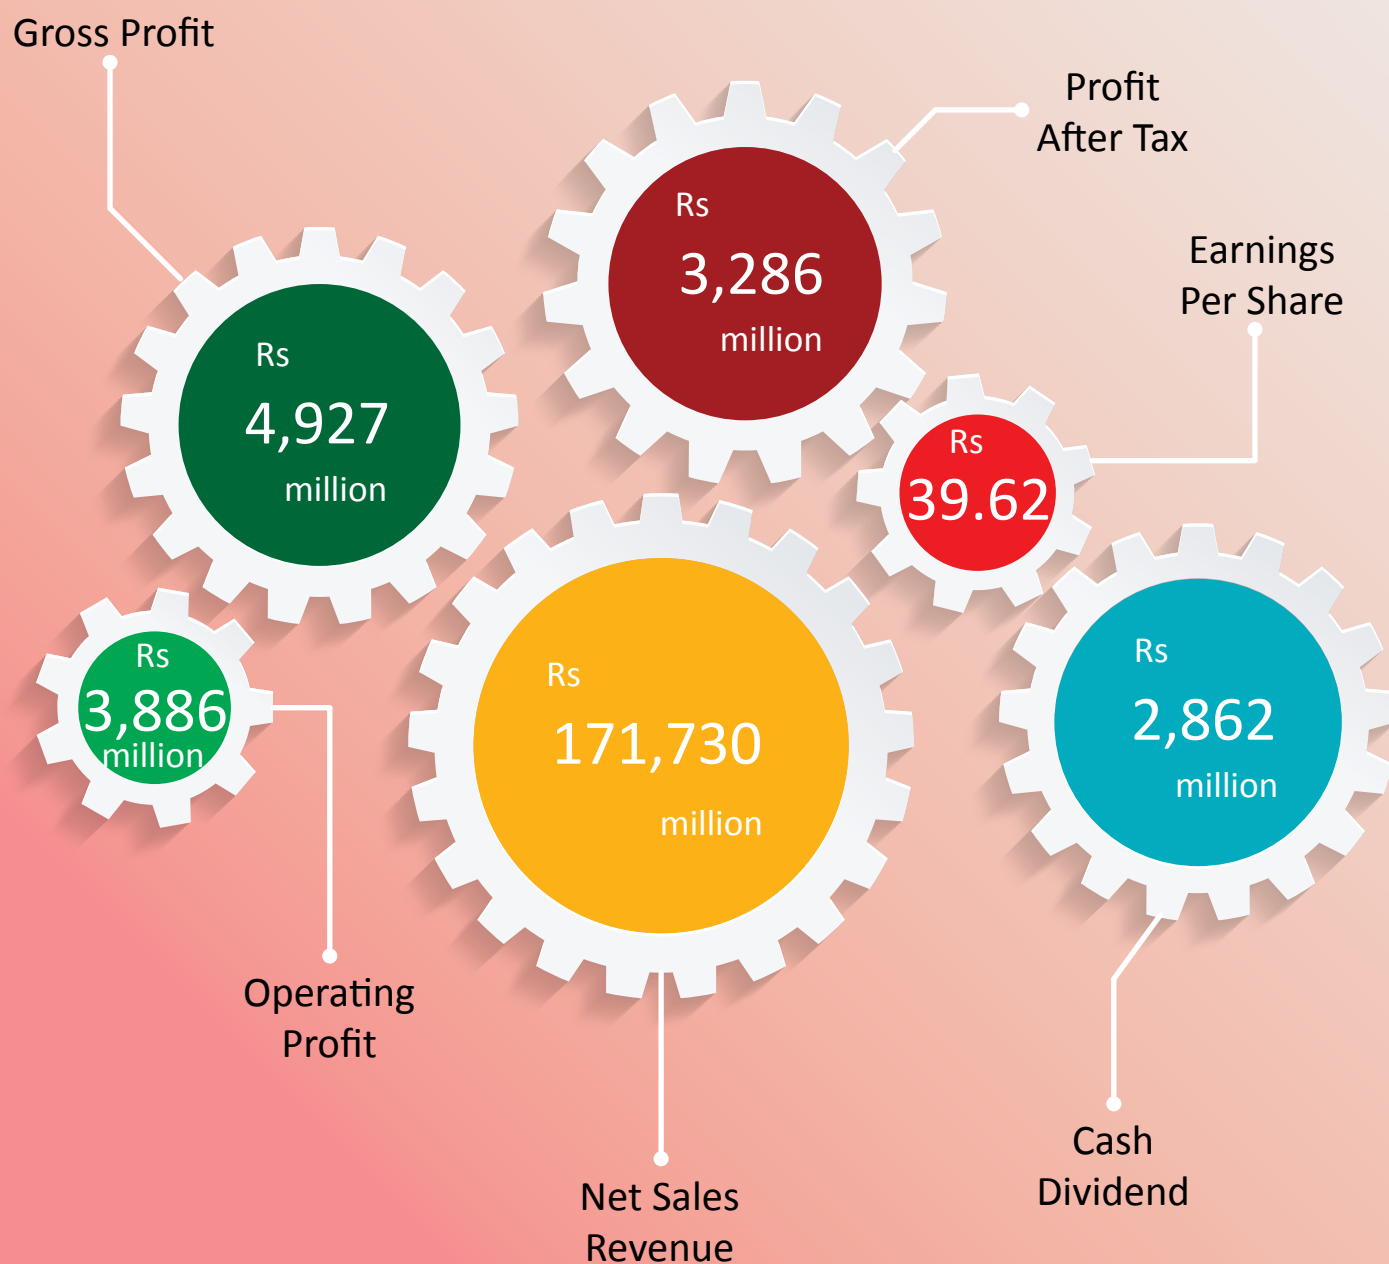 Gross Profit
Profit
After Tax
Rs
3,286
million
Earnings
Per Share
Rs
4,927
million
Rs
39.62
Rs
3,886
million
Rs
171,730
million
Rs
2,862
million
Operating
Profit
Cash
Dividend
Net Sales
Revenue